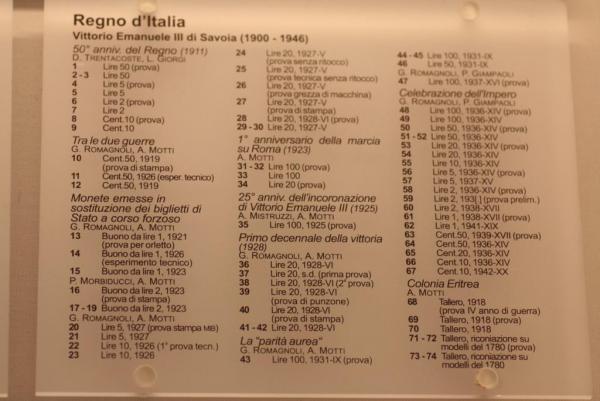 Regno d'Italia
Vittorio Emanuele III di Savoia (1900 - 1946)
50° anniv. del Regno (1911)
D. TRENTACOSTE, L. GIORGI
1 Lire 50 (prova)
2 - 3 Lire 50
4 Lire 5 (prova)
5 Lire 5
6 Lire 2 (prova)
7 Lire 2
8 Cent.10 (prova)
9 Cent.10
Tra le due guerre
G. ROMAGNOLI, A. MOTTI
10 Cent.50, 1919
(prova di stampa)
11 Cent.50, 1926 (esper. tecnico)
12 Cent.50, 1919
Monete emesse in
sostituzione dei biglietti di
Stato a corso forzoso
G. ROMAGNOLI, A. MOTTI
13 Buono da lire 1, 1921
(prova per orletto)
14 Buono da lire 1, 1926
(esperimento tecnico)
15 Buono da lire 1, 1923
P. MORBIDUCCI, A. MOTTI
16 Buono da lire 2, 1923
(prova di stampa)
17 - 19 Buono da lire 2, 1923
G. ROMAGNOLI, A. MOTTI
20 Lire 5, 1927 (prova stampa MB)
21 Lire 5, 1927
22 Lire 10, 1926 (1° prova tecn.)
23 Lire 10, 1926
24 Lire 20, 1927-V
(prova senza ritocco)
25 Lire 20, 1927-V
(prova tecnica senza ritocco)
26 Lire 20, 1927-V
(prova grezza di macchina)
27 Lire 20, 1927-V
(prova di stampa)
28 Lire 20, 1928-VI (prova)
29 - 30 Lire 20, 1927-V
1° anniversario della marcia
su Roma (1923)
A. MOTTI
31 - 32 Lire 100 (prova)
33 Lire 100
34 Lire 20 (prova)
25° anniv. dell'incoronazione
di Vittorio Emanuele III (1925)
A. MISTRUZZI, A. MOTTI
35 Lire 100, 1925 (prova)
Primo decennale della vittoria
(1928)
G. ROMAGNOLI, A. MOTTI
36 Lire 20, 1928-VI
37 Lire 20, s.d. (prima prova)
38 Lire 20, 1928-VI (2° prova)
39 Lire 20, 1928-VI
(prova di punzone)
40 Lire 20, 1928-VI
(prova di stampa)
41 - 42 Lire 20, 1928-VI
La "parità aurea"
G. ROMAGNOLI, A. MOTTI
43 Lire 100, 1931-IX (prova)
44 - 45 Lire 100, 1931-IX
46 Lire 50, 1931-IX
G. ROMAGNOLI, P. GIAMPAOLI
47 Lire 100, 1937-XVI (prova)
Celebrazione dell'Impero
G. ROMAGNOLI, P. GIAMPAOLI
48 Lire 100, 1936-XIV (prova)
49 Lire 100, 1936-XIV
50 Lire 50, 1936-XIV (prova)
51 - 52 Lire 50, 1936-XIV
53 Lire 20, 1936-XIV (prova)
54 Lire 20, 1936-XIV
55 Lire 10, 1936-XIV
56 Lire 5, 1936-XIV (prova)
57 Lire 5, 1937-XV
58 Lire 2, 1936-XIV (prova)
59 Lire 2, 193[.] (prova prelim.)
60 Lire 2, 1938-XVII
61 Lire 1, 1938-XVII (prova)
62 Lire 1, 1941-XIX
63 Cent.50, 1939-XVII (prova)
64 Cent.50, 1936-XIV
65 Cent.20, 1936-XIV
66 Cent.10, 1936-XIV
67 Cent.10, 1942-XX
Colonia Eritrea
A. MOTTI
68 Tallero, 1918
(prova IV anno di guerra)
69 Tallero, 1918 (prova)
70 Tallero, 1918
71 - 72 Tallero, riconiazione su
modelli del 1780 (prova)
73 - 74 Tallero, riconiazione su
modelli del 1780